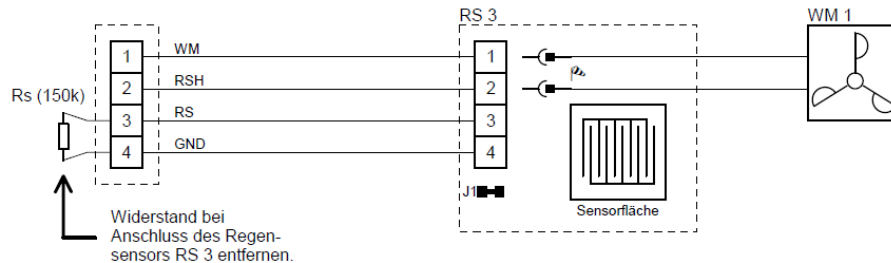 RS 3
WM 1
1 WM 1
2 RSH 2
Rs (150k)
3 RS 3
4 GND 4
J1
Sensorfläche
Widerstand bei
Anschluss des Regen-
sensors RS 3 entfernen.